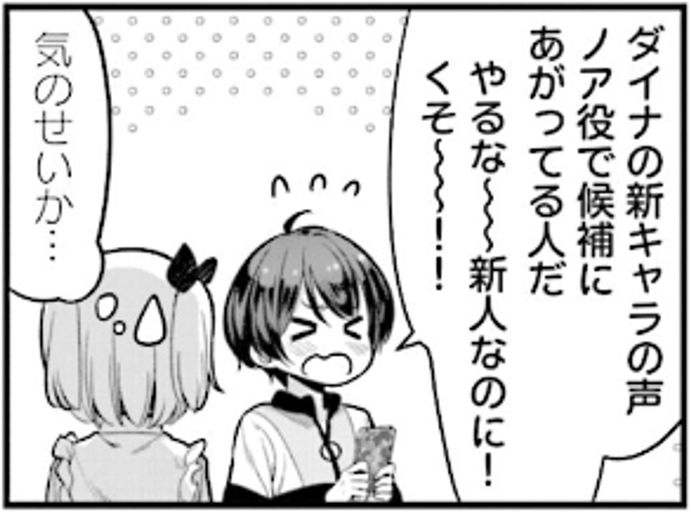 ダイナの新キャラの声
ノア役で候補に
あがってる人だ
やるな〜〜〜新人なのに!
くそ〜〜〜!!
気のせいか…